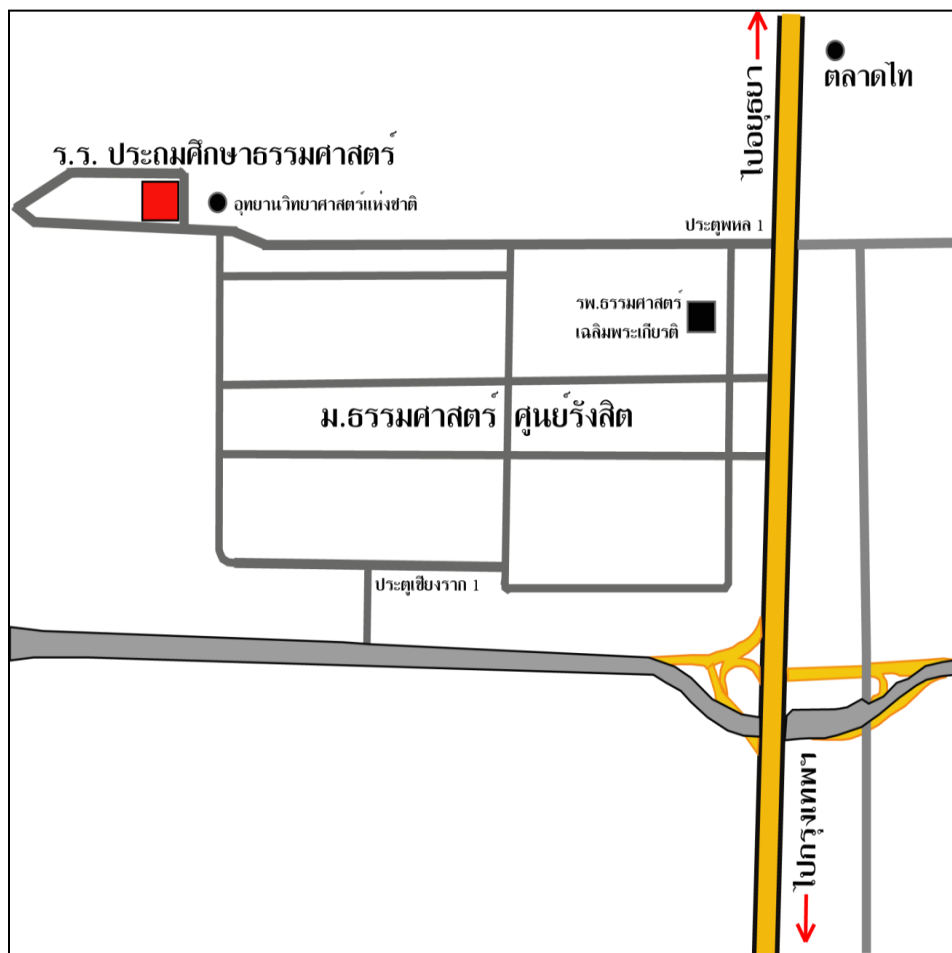 ตลาดไท
ไปอยุธยา
ร.ร. ประถมศึกษาธรรมศาสตร์
อุทยานวิทยาศาสตร์แห่งชาติ
ประตูพหล 1
รพ.ธรรมศาสตร์
เฉลิมพระเกียรติ
ม.ธรรมศาสตร์ ศูนย์รังสิต
ประตูเชียงราก 1
ไปกรุงเทพฯ